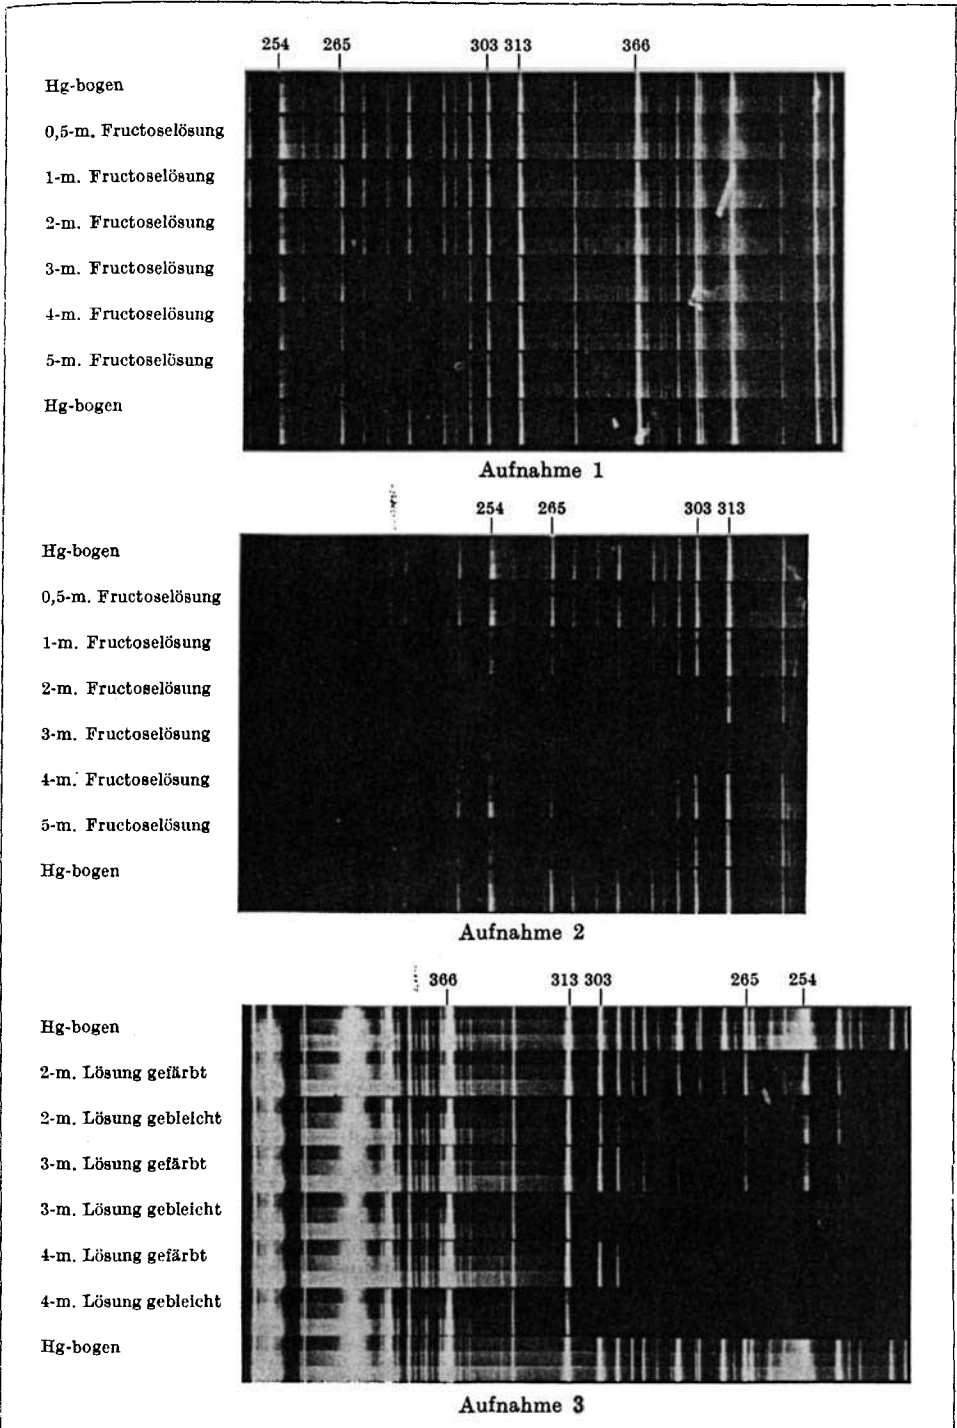 254 265 303 313 366
Hg-bogen
0,5-m. Fructoselösung
1-m. Fructoselösung
2-m. Fructoselösung
3-m. Fructoselösung
4-m. Fructoselösung
5-m. Fructoselösung
Hg-bogen
Aufnahme 1
254 265 303 313
Hg-bogen
0,5-m. Fructoselösung
1-m. Fructoselösung
2-m. Fructoselösung
3-m. Fructoselösung
4-m. Fructoselösung
5-m. Fructoselösung
Hg-bogen
Aufnahme 2
366 313 303 265 254
Hg-bogen
2-m. Lösung gefärbt
2-m. Lösung gebleicht
3-m. Lösung gefärbt
3-m. Lösung gebleicht
4-m. Lösung gefärbt
4-m. Lösung gebleicht
Hg-bogen
Aufnahme 3